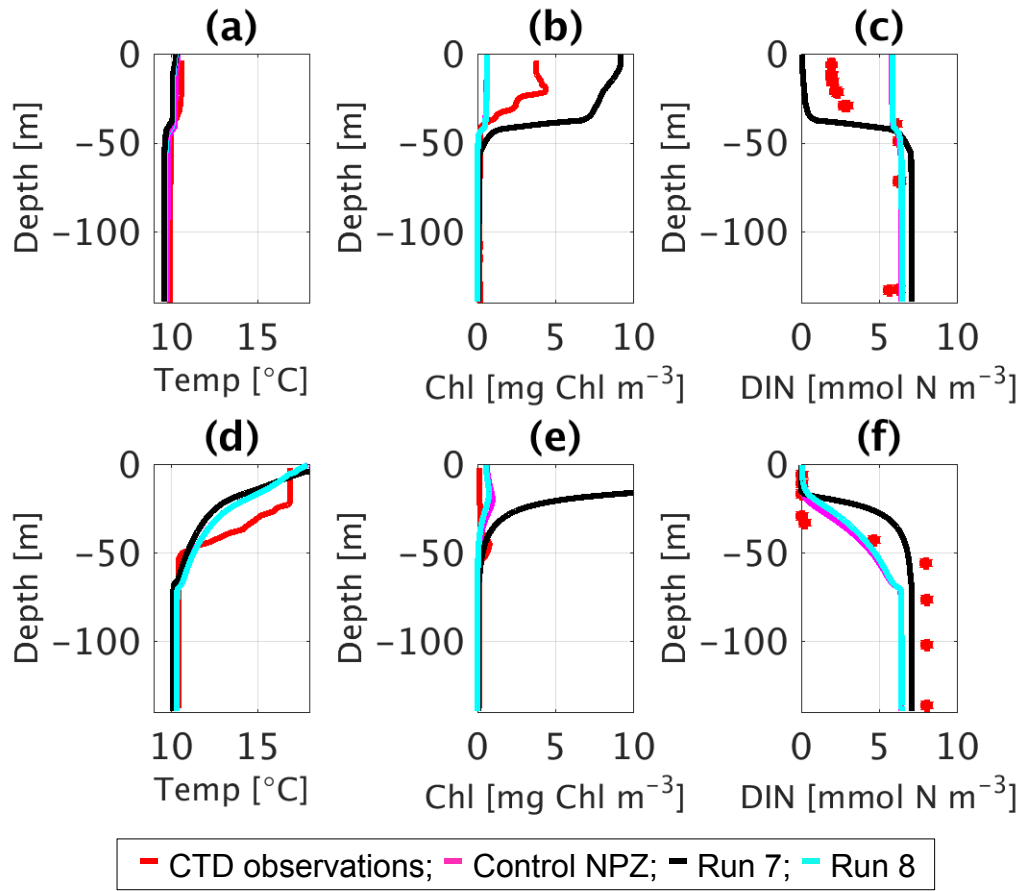 (a) (b) (c)
0 0 0
−50 −50 −50
−100 −100 −100
Depth [m] Depth [m] Depth [m]
10 15 0 5 10 0 5 10
Temp [°C] Chl [mg Chl m−3] DIN [mmol N m−3]
(d) (e) (f)
0 0 0
−50 −50 −50
−100 −100 −100
Depth [m] Depth [m] Depth [m]
10 15 0 5 10 0 5 10
Temp [°C] Chl [mg Chl m−3] DIN [mmol N m−3]
CTD observations; Control NPZ; Run 7; Run 8